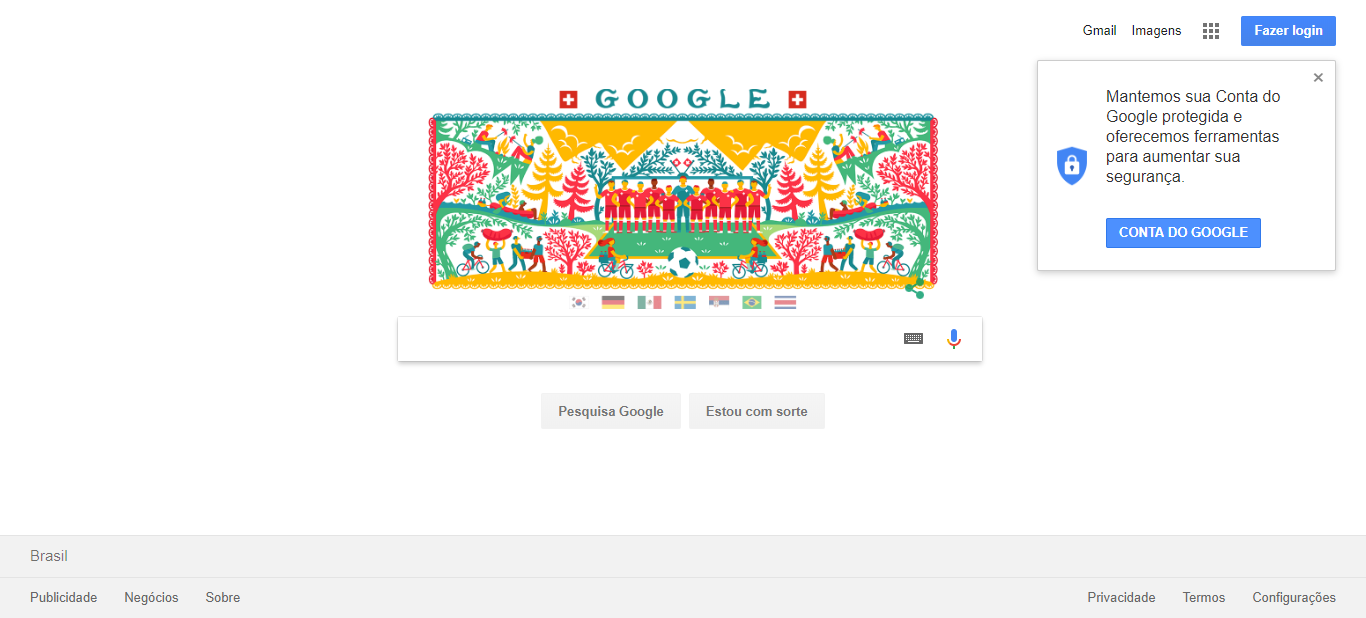 Gmail Imagens Fazer login
GOOGLE
Mantemos sua Conta do
Google protegida e
oferecemos ferramentas
para aumentar sua
segurança.
CONTA DO GOOGLE
Pesquisa Google Estou com sorte
Brasil
Publicidade Negócios Sobre Privacidade Termos Configurações